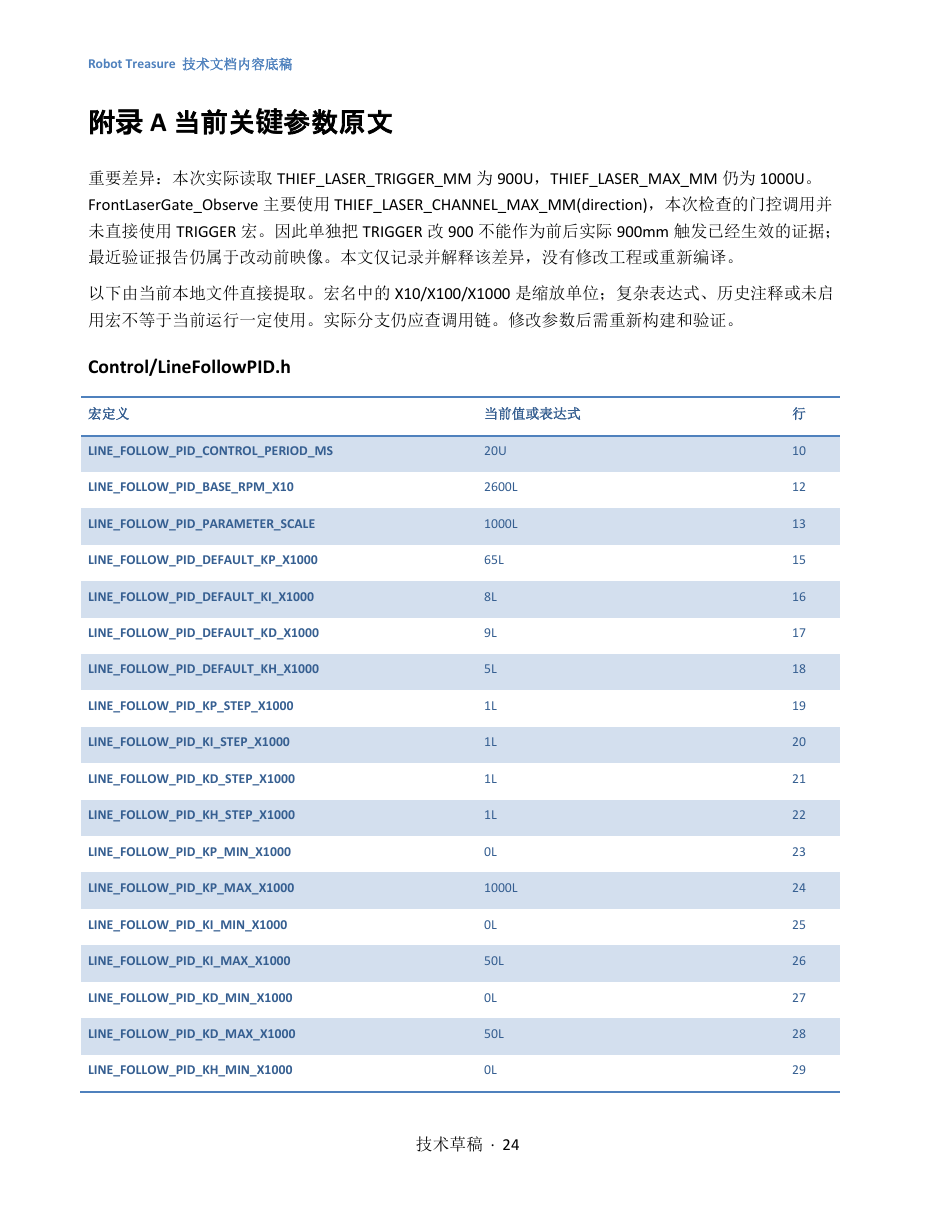 Robot Treasure 技术文档内容底稿
附录 A 当前关键参数原文
重要差异：本次实际读取 THIEF_LASER_TRIGGER_MM 为 900U，THIEF_LASER_MAX_MM 仍为 1000U。
FrontLaserGate_Observe 主要使用 THIEF_LASER_CHANNEL_MAX_MM(direction)，本次检查的门控调用并
未直接使用 TRIGGER 宏。因此单独把 TRIGGER 改 900 不能作为前后实际 900mm 触发已经生效的证据；
最近验证报告仍属于改动前映像。本文仅记录并解释该差异，没有修改工程或重新编译。
以下由当前本地文件直接提取。宏名中的 X10/X100/X1000 是缩放单位；复杂表达式、历史注释或未启
用宏不等于当前运行一定使用。实际分支仍应查调用链。修改参数后需重新构建和验证。
Control/LineFollowPID.h
宏定义 当前值或表达式 行
LINE_FOLLOW_PID_CONTROL_PERIOD_MS 20U 10
LINE_FOLLOW_PID_BASE_RPM_X10 2600L 12
LINE_FOLLOW_PID_PARAMETER_SCALE 1000L 13
LINE_FOLLOW_PID_DEFAULT_KP_X1000 65L 15
LINE_FOLLOW_PID_DEFAULT_KI_X1000 8L 16
LINE_FOLLOW_PID_DEFAULT_KD_X1000 9L 17
LINE_FOLLOW_PID_DEFAULT_KH_X1000 5L 18
LINE_FOLLOW_PID_KP_STEP_X1000 1L 19
LINE_FOLLOW_PID_KI_STEP_X1000 1L 20
LINE_FOLLOW_PID_KD_STEP_X1000 1L 21
LINE_FOLLOW_PID_KH_STEP_X1000 1L 22
LINE_FOLLOW_PID_KP_MIN_X1000 0L 23
LINE_FOLLOW_PID_KP_MAX_X1000 1000L 24
LINE_FOLLOW_PID_KI_MIN_X1000 0L 25
LINE_FOLLOW_PID_KI_MAX_X1000 50L 26
LINE_FOLLOW_PID_KD_MIN_X1000 0L 27
LINE_FOLLOW_PID_KD_MAX_X1000 50L 28
LINE_FOLLOW_PID_KH_MIN_X1000 0L 29
技术草稿 · 24